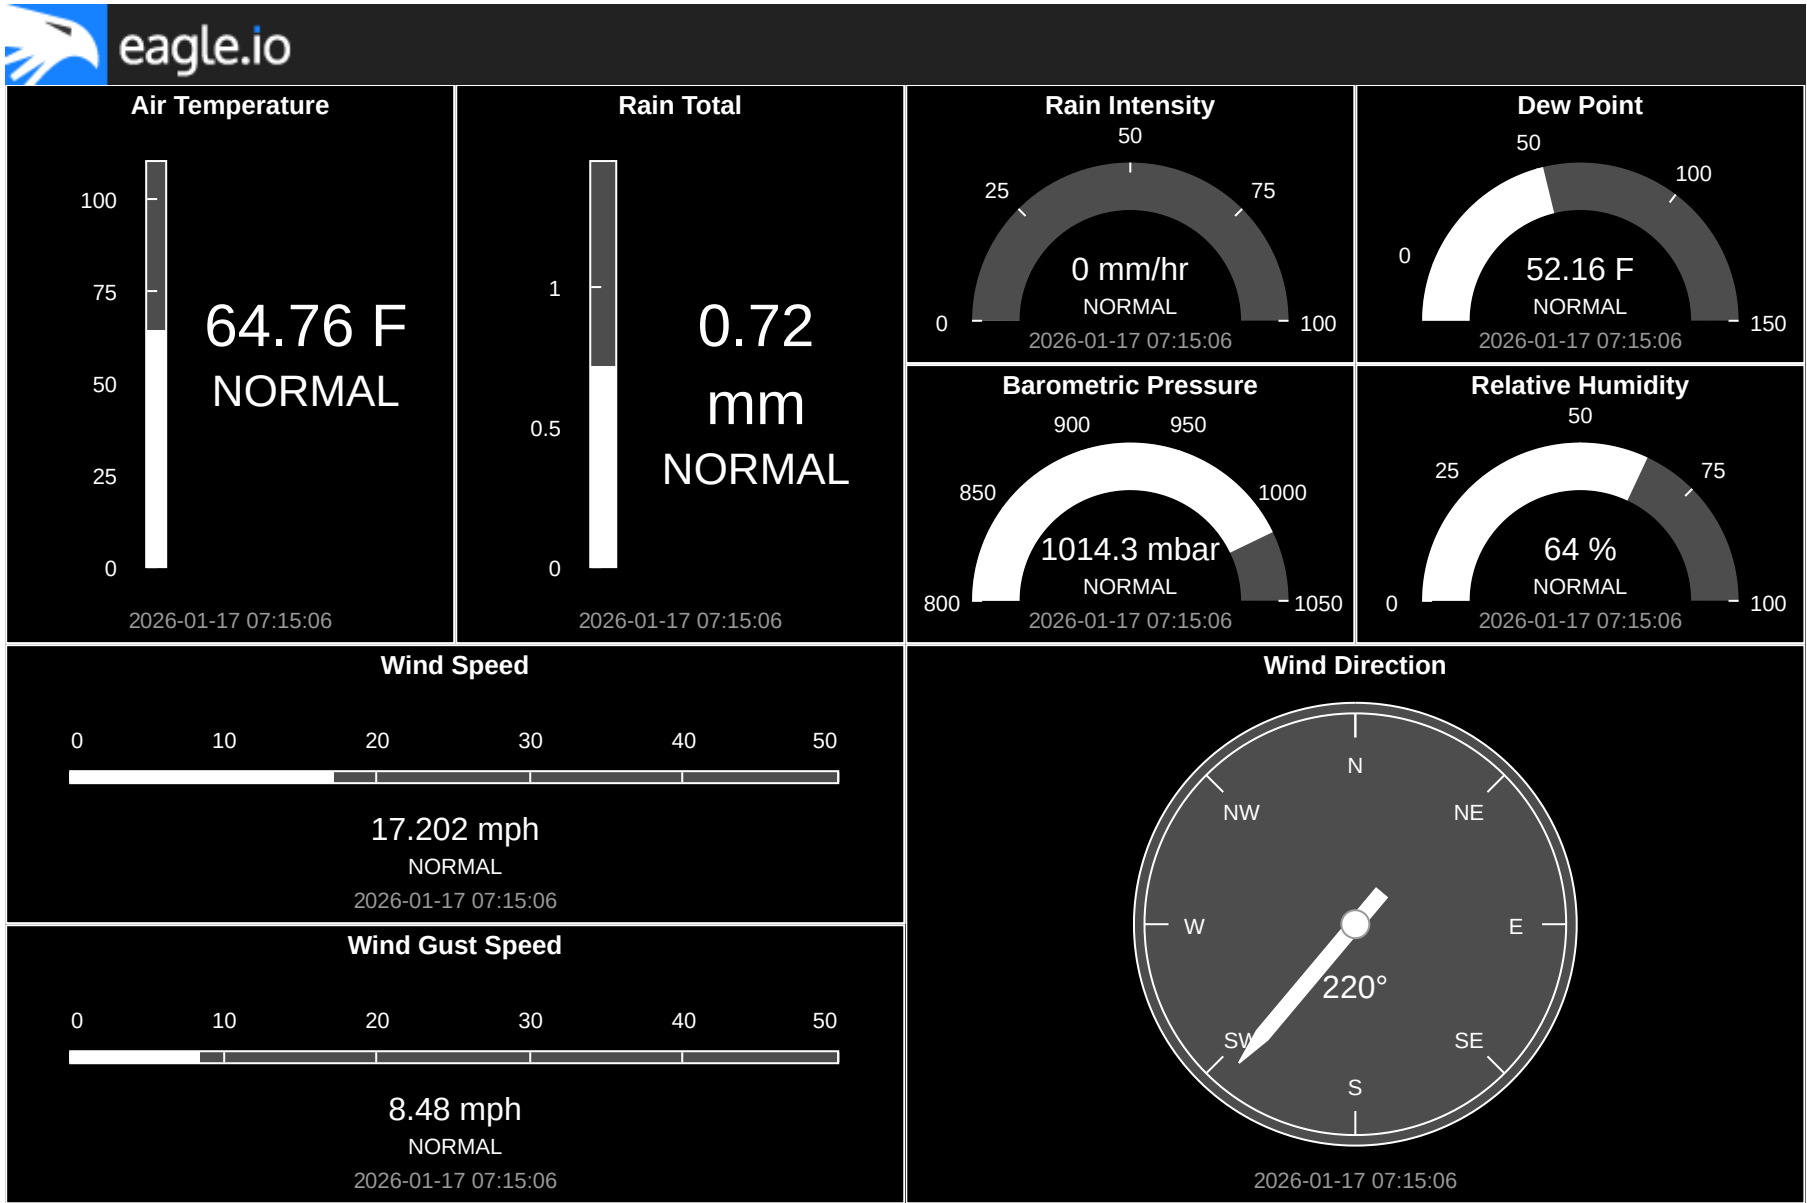 eagle.io
Air Temperature
100
75
50
25
0
64.76 F
NORMAL
2026-01-17 07:15:06
Rain Total
1
0.5
0
0.72
mm
NORMAL
2026-01-17 07:15:06
Rain Intensity
0
25
50
75
100
0 mm/hr
NORMAL
2026-01-17 07:15:06
Dew Point
0
50
100
150
52.16 F
NORMAL
2026-01-17 07:15:06
Barometric Pressure
800
850
900
950
1000
1050
1014.3 mbar
NORMAL
2026-01-17 07:15:06
Relative Humidity
0
25
50
75
100
64 %
NORMAL
2026-01-17 07:15:06
Wind Speed
0 10 20 30 40 50
17.202 mph
NORMAL
2026-01-17 07:15:06
Wind Gust Speed
0 10 20 30 40 50
8.48 mph
NORMAL
2026-01-17 07:15:06
Wind Direction
N
NW NE
W E
220°
SW SE
S
2026-01-17 07:15:06